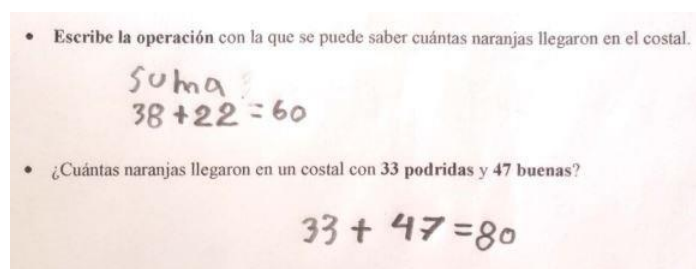 • Escribe la operación con la que se puede saber cuántas naranjas llegaron en el costal.
Suma
38 + 22 = 60
• ¿Cuántas naranjas llegaron en un costal con 33 podridas y 47 buenas?
33 + 47 = 80